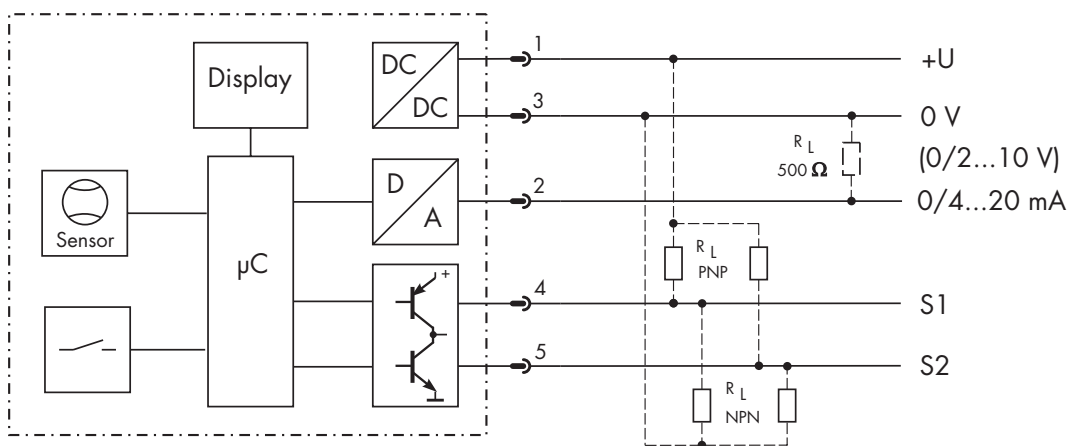 Display
DC
DC
1
+U
3
0 V
R L
500 Ω
(0/2...10 V)
D
A
2
0/4...20 mA
Sensor
µC
R L
PNP
+
4
S1
5
S2
R L
NPN